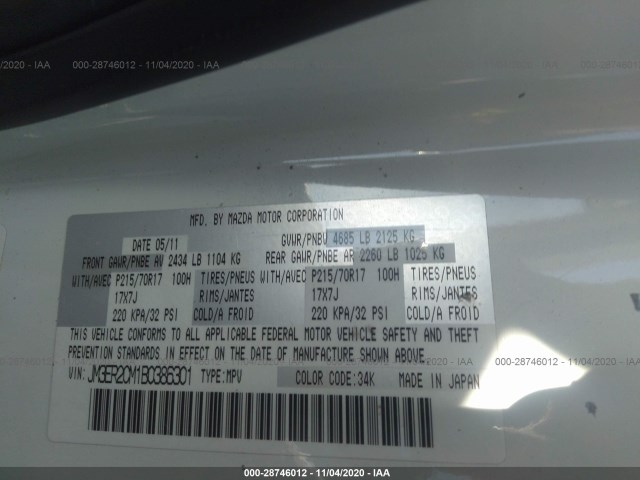 /2020 - IAA 000-28746012 - 11/04/2020 - IAA 000-28746012 - 11/04/2020 - IAA 000-28746012
MFD. BY MAZDA MOTOR CORPORATION
DATE 05/11 GVWR/PNBV 4685 LB 2125 KG
FRONT GAWR/PNBE AV 2434 LB 1104 KG REAR GAWR/PNBE AR 2260 LB 1025 KG
WITH/AVEC P215/70R17 100H TIRES/PNEUS WITH/AVEC P215/70R17 100H TIRES/PNEUS
17X7J RIMS/JANTES 17X7J RIMS/JANTES
220 KPA/32 PSI COLD/A FROID 220 KPA/32 PSI COLD/A FROID
THIS VEHICLE CONFORMS TO ALL APPLICABLE FEDERAL MOTOR VEHICLE SAFETY AND THEFT
PREVENTION STANDARDS IN EFFECT ON THE DATE OF MANUFACTURE SHOWN ABOVE.
VIN: JM3ER2CM1B0386301 TYPE:MPV COLOR CODE:34K MADE IN JAPAN
000-28746012 - 11/04/2020 - IAA